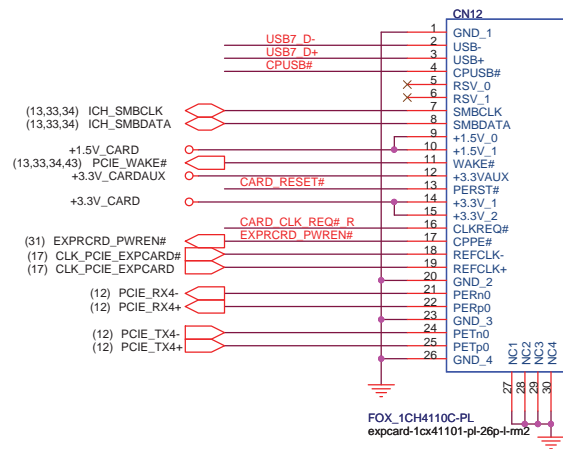 CN12
1 GND_1
USB7_D- 2 USB-
USB7_D+ 3 USB+
CPUSB# 4 CPUSB#
5 RSV_0
6 RSV_1
(13,33,34) ICH_SMBCLK 7 SMBCLK
(13,33,34) ICH_SMBDATA 8 SMBDATA
9 +1.5V_0
+1.5V_CARD 10 +1.5V_1
(13,33,34,43) PCIE_WAKE# 11 WAKE#
+3.3V_CARDAUX 12 +3.3VAUX
CARD_RESET# 13 PERST#
+3.3V_CARD 14 +3.3V_1
15 +3.3V_2
CARD_CLK_REQ#_R 16 CLKREQ#
(31) EXPRCRD_PWREN# EXPRCRD_PWREN# 17 CPPE#
(17) CLK_PCIE_EXPCARD# 18 REFCLK-
(17) CLK_PCIE_EXPCARD 19 REFCLK+
20 GND_2
(12) PCIE_RX4- 21 PERn0
(12) PCIE_RX4+ 22 PERp0
23 GND_3
(12) PCIE_TX4- 24 PETn0
(12) PCIE_TX4+ 25 PETp0
26 GND_4
NC1 NC2 NC3 NC4
27 28 29 30
FOX_1CH4110C-PL
expcard-1cx41101-pl-26p-l-rm2